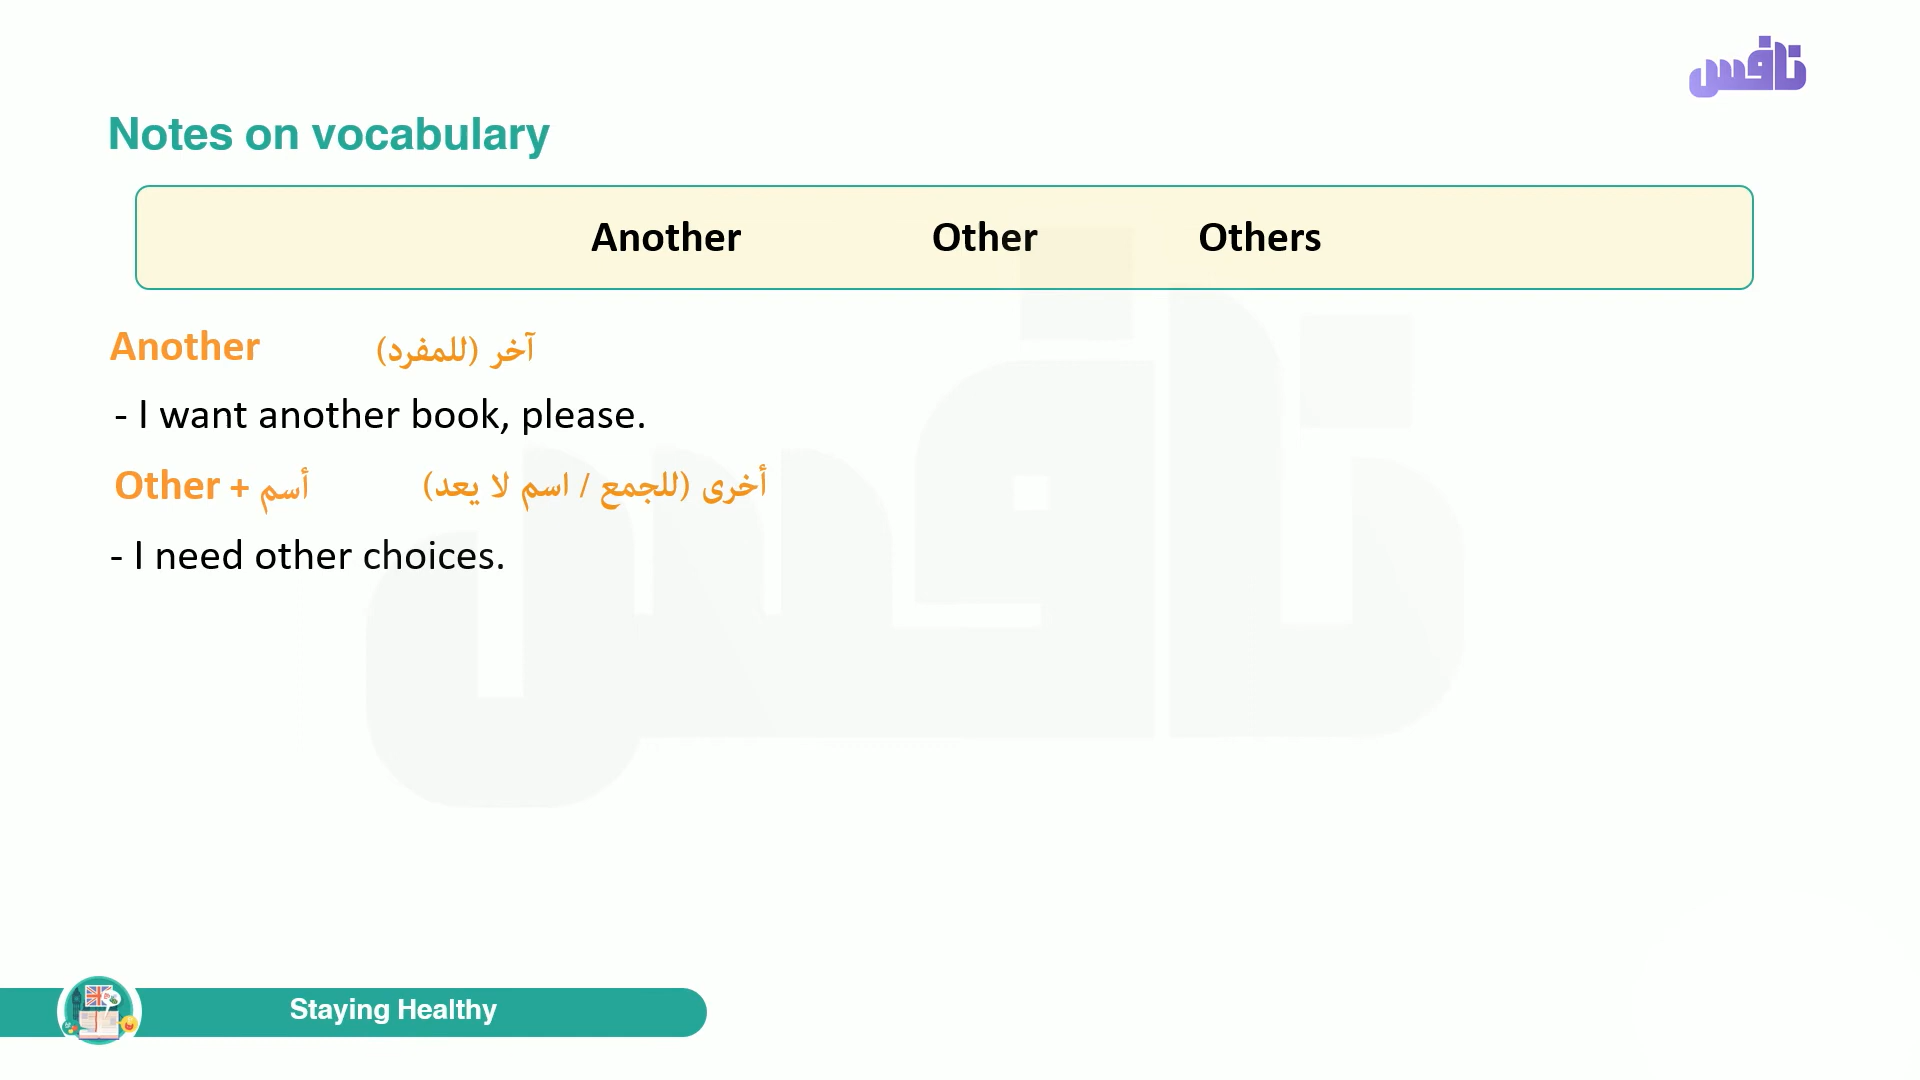 نافس
Notes on vocabulary
Another Other Others
Another آخر (للمفرد)
- I want another book, please.
Other + أسم أخرى (للجمع / اسم لا يعد)
- I need other choices.
Staying Healthy